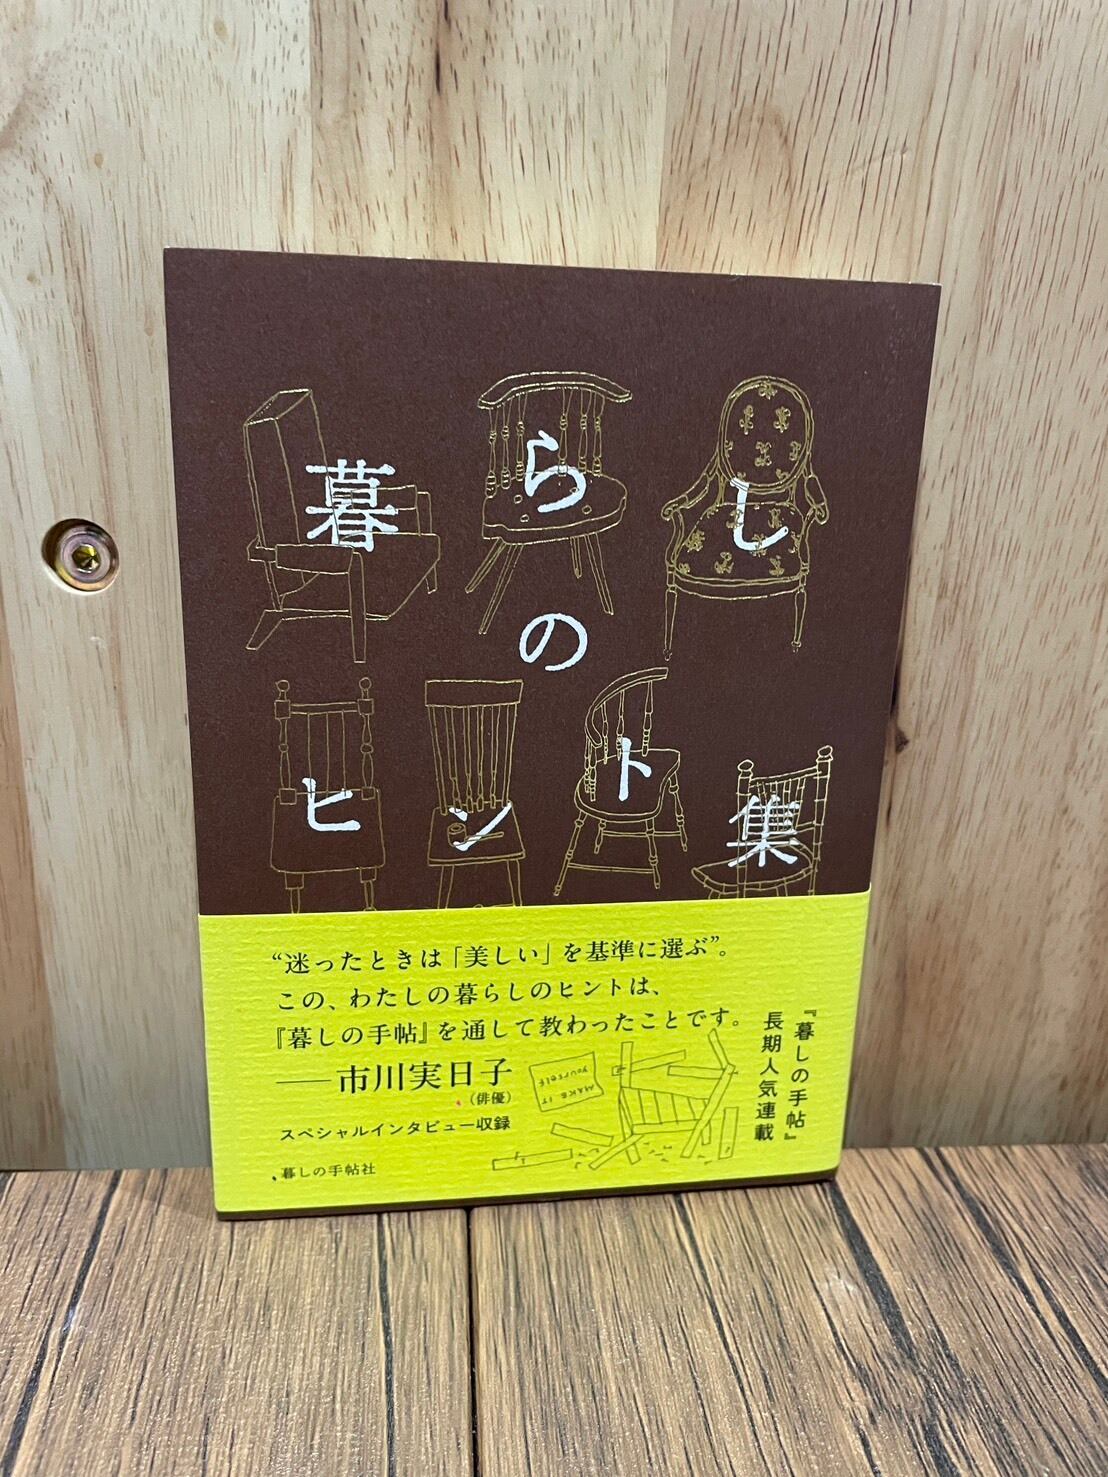 暮らし
の
ヒント集
“迷ったときは「美しい」を基準に選ぶ”。
この、わたしの暮らしのヒントは、
『暮しの手帖』を通して教わったことです。
──市川実日子
（俳優）
スペシャルインタビュー収録
暮しの手帖社
『暮しの手帖』
長期人気連載
MAKE IT
YOURSELF